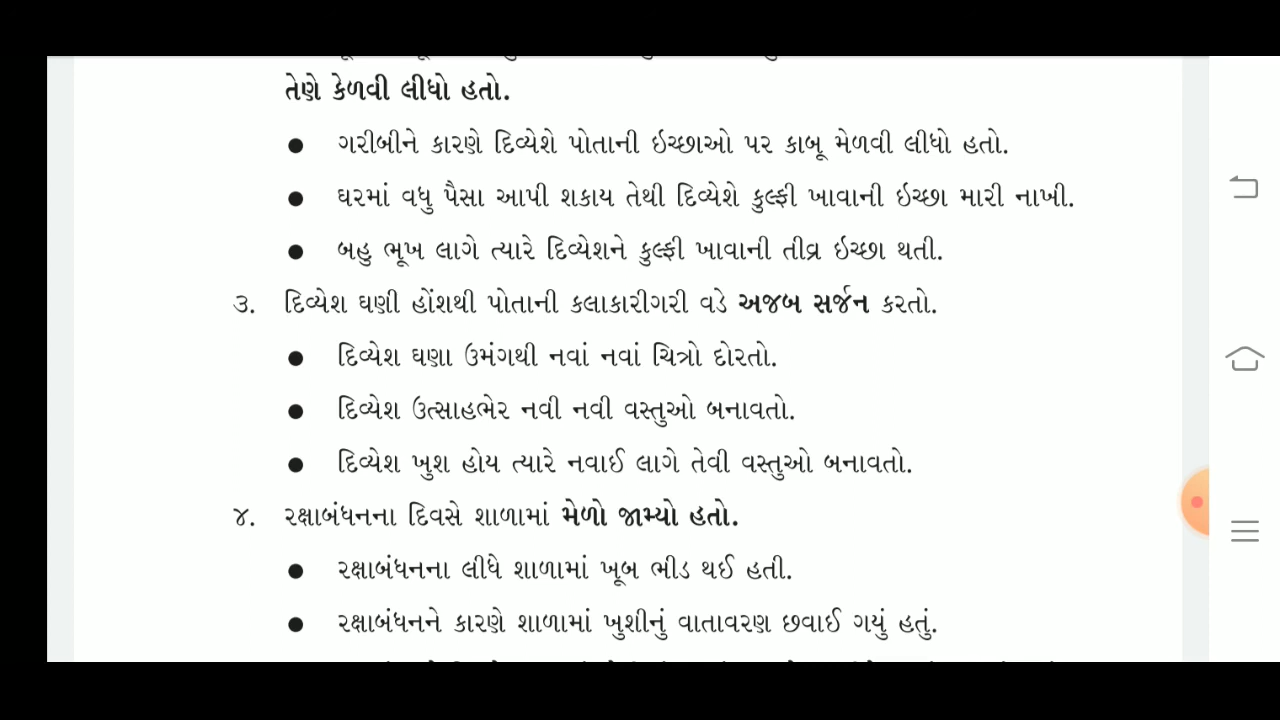 તેણે કેળવી લીધો હતો.
● ગરીબીને કારણે દિવ્યેશે પોતાની ઇચ્છાઓ પર કાબૂ મેળવી લીધો હતો.
● ઘરમાં વધુ પૈસા આપી શકાય તેથી દિવ્યેશે કુલ્ફી ખાવાની ઇચ્છા મારી નાખી.
● બહુ ભૂખ લાગે ત્યારે દિવ્યેશને કુલ્ફી ખાવાની તીવ્ર ઇચ્છા થતી.
૩. દિવ્યેશ ઘણી હોંશથી પોતાની કલાકારીગરી વડે અજબ સર્જન કરતો.
● દિવ્યેશ ઘણા ઉમંગથી નવાં નવાં ચિત્રો દોરતો.
● દિવ્યેશ ઉત્સાહભેર નવી નવી વસ્તુઓ બનાવતો.
● દિવ્યેશ ખુશ હોય ત્યારે નવાઈ લાગે તેવી વસ્તુઓ બનાવતો.
૪. રક્ષાબંધનના દિવસે શાળામાં મેળો જામ્યો હતો.
● રક્ષાબંધનના લીધે શાળામાં ખૂબ ભીડ થઈ હતી.
● રક્ષાબંધનને કારણે શાળામાં ખુશીનું વાતાવરણ છવાઈ ગયું હતું.